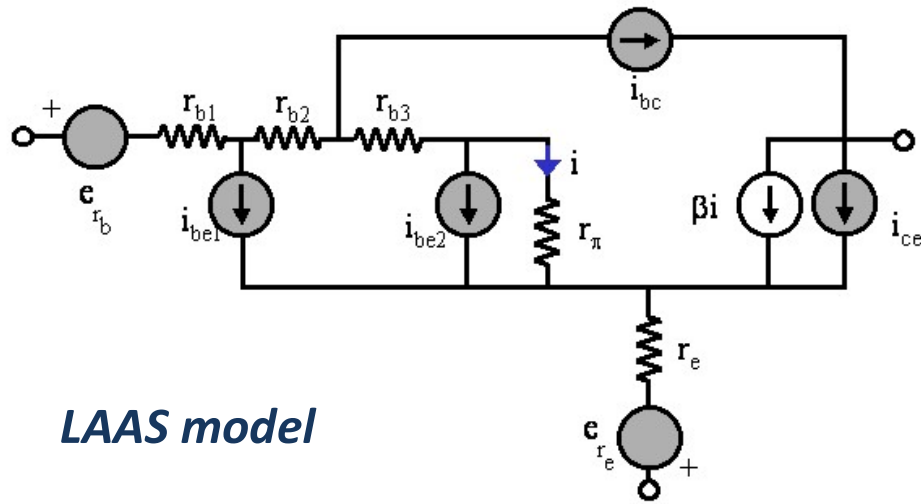 i_bc
r_b1
r_b2
r_b3
+
e_r_b
i_be1
i_be2
i
r_π
βi
i_ce
r_e
e_r_e
+
LAAS model